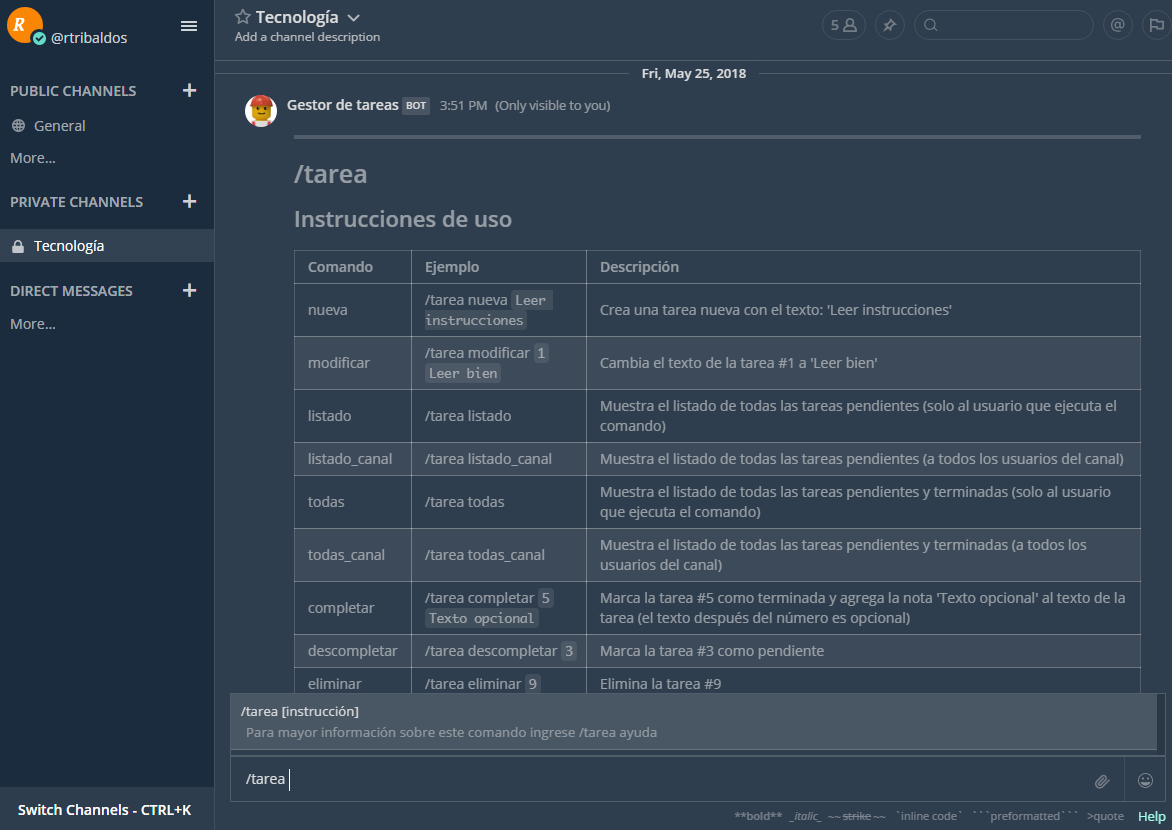 R
@rtribaldos
PUBLIC CHANNELS +
General
More...
PRIVATE CHANNELS +
Tecnología
DIRECT MESSAGES +
More...
Switch Channels - CTRL+K
Tecnología
Add a channel description
5
@
Fri, May 25, 2018
Gestor de tareas BOT 3:51 PM (Only visible to you)
/tarea
Instrucciones de uso
Comando Ejemplo Descripción
nueva /tarea nueva Leer
instrucciones
Crea una tarea nueva con el texto: 'Leer instrucciones'
modificar /tarea modificar 1
Leer bien
Cambia el texto de la tarea #1 a 'Leer bien'
listado /tarea listado
Muestra el listado de todas las tareas pendientes (solo al usuario que ejecuta el
comando)
listado_canal /tarea listado_canal Muestra el listado de todas las tareas pendientes (a todos los usuarios del canal)
todas /tarea todas
Muestra el listado de todas las tareas pendientes y terminadas (solo al usuario
que ejecuta el comando)
todas_canal /tarea todas_canal
Muestra el listado de todas las tareas pendientes y terminadas (a todos los
usuarios del canal)
completar /tarea completar 5
Texto opcional
Marca la tarea #5 como terminada y agrega la nota 'Texto opcional' al texto de la
tarea (el texto después del número es opcional)
descompletar /tarea descompletar 3 Marca la tarea #3 como pendiente
eliminar /tarea eliminar 9 Elimina la tarea #9
/tarea [instrucción]
Para mayor información sobre este comando ingrese /tarea ayuda
/tarea
**bold** _italic_ ~~strike~~ `inline code` ```preformatted``` >quote Help